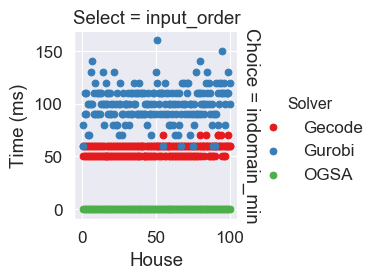 Select = input_order
Time (ms)
150
100
50
0
0
50
100
House
Choice = indomain_min
Solver
Gecode
Gurobi
OGSA